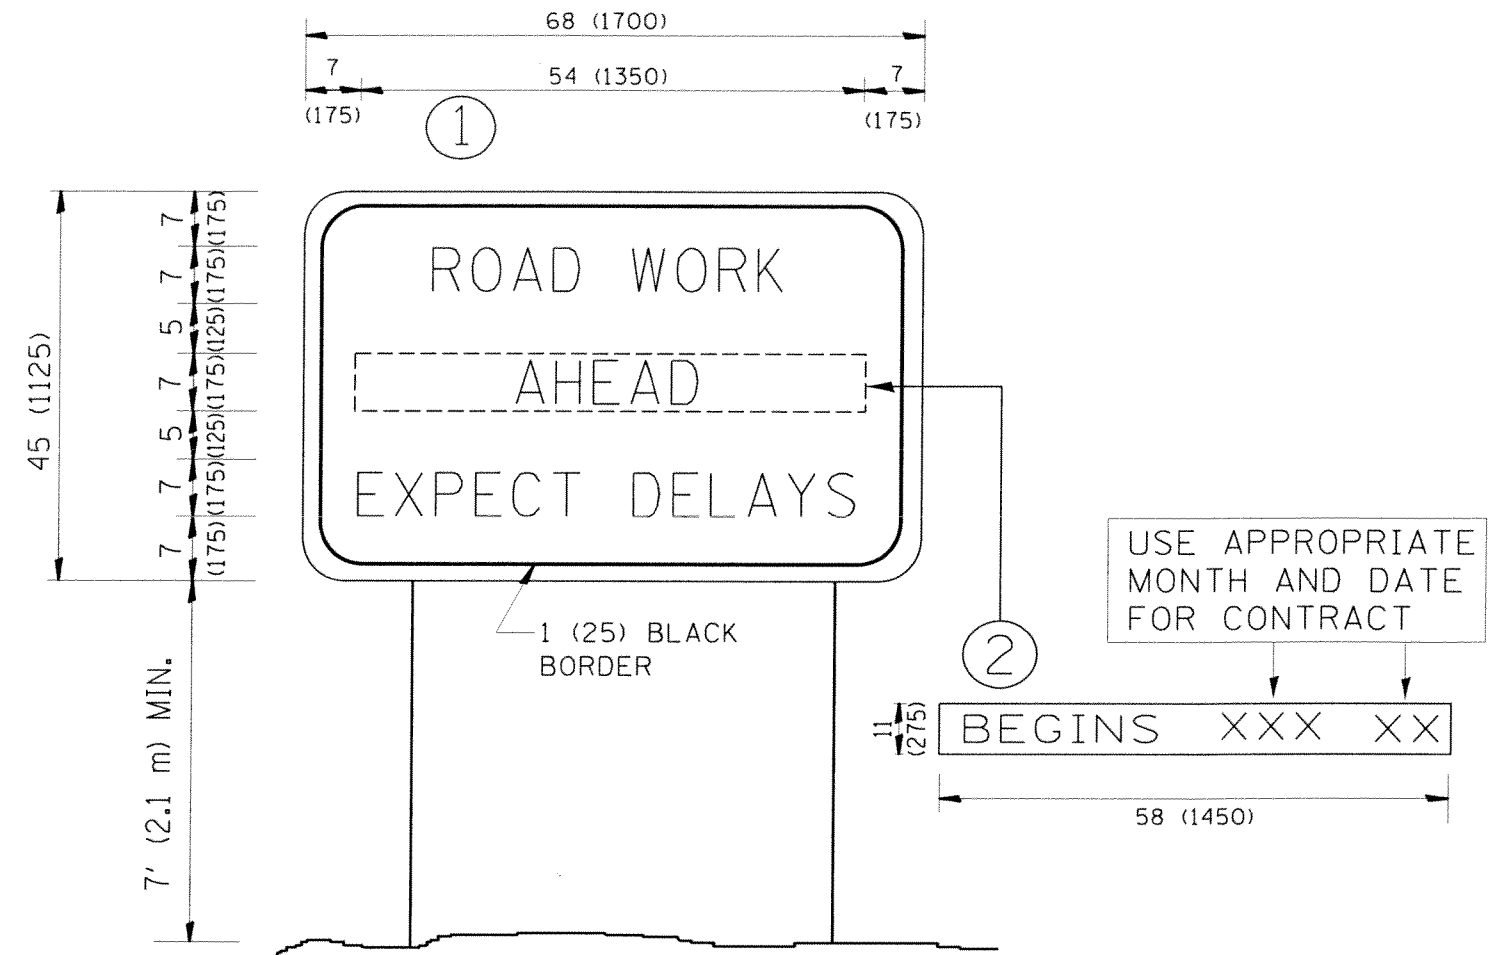 68 (1700)
7 54 (1350) 7
(175) (175)
1
45 (1125)
7 (175)
7 (175)
5 (125)
7 (175)
5 (125)
7 (175)
7 (175)
ROAD WORK
AHEAD
EXPECT DELAYS
1 (25) BLACK
BORDER
7' (2.1 m) MIN.
2
USE APPROPRIATE
MONTH AND DATE
FOR CONTRACT
11
(275)
BEGINS XXX XX
58 (1450)